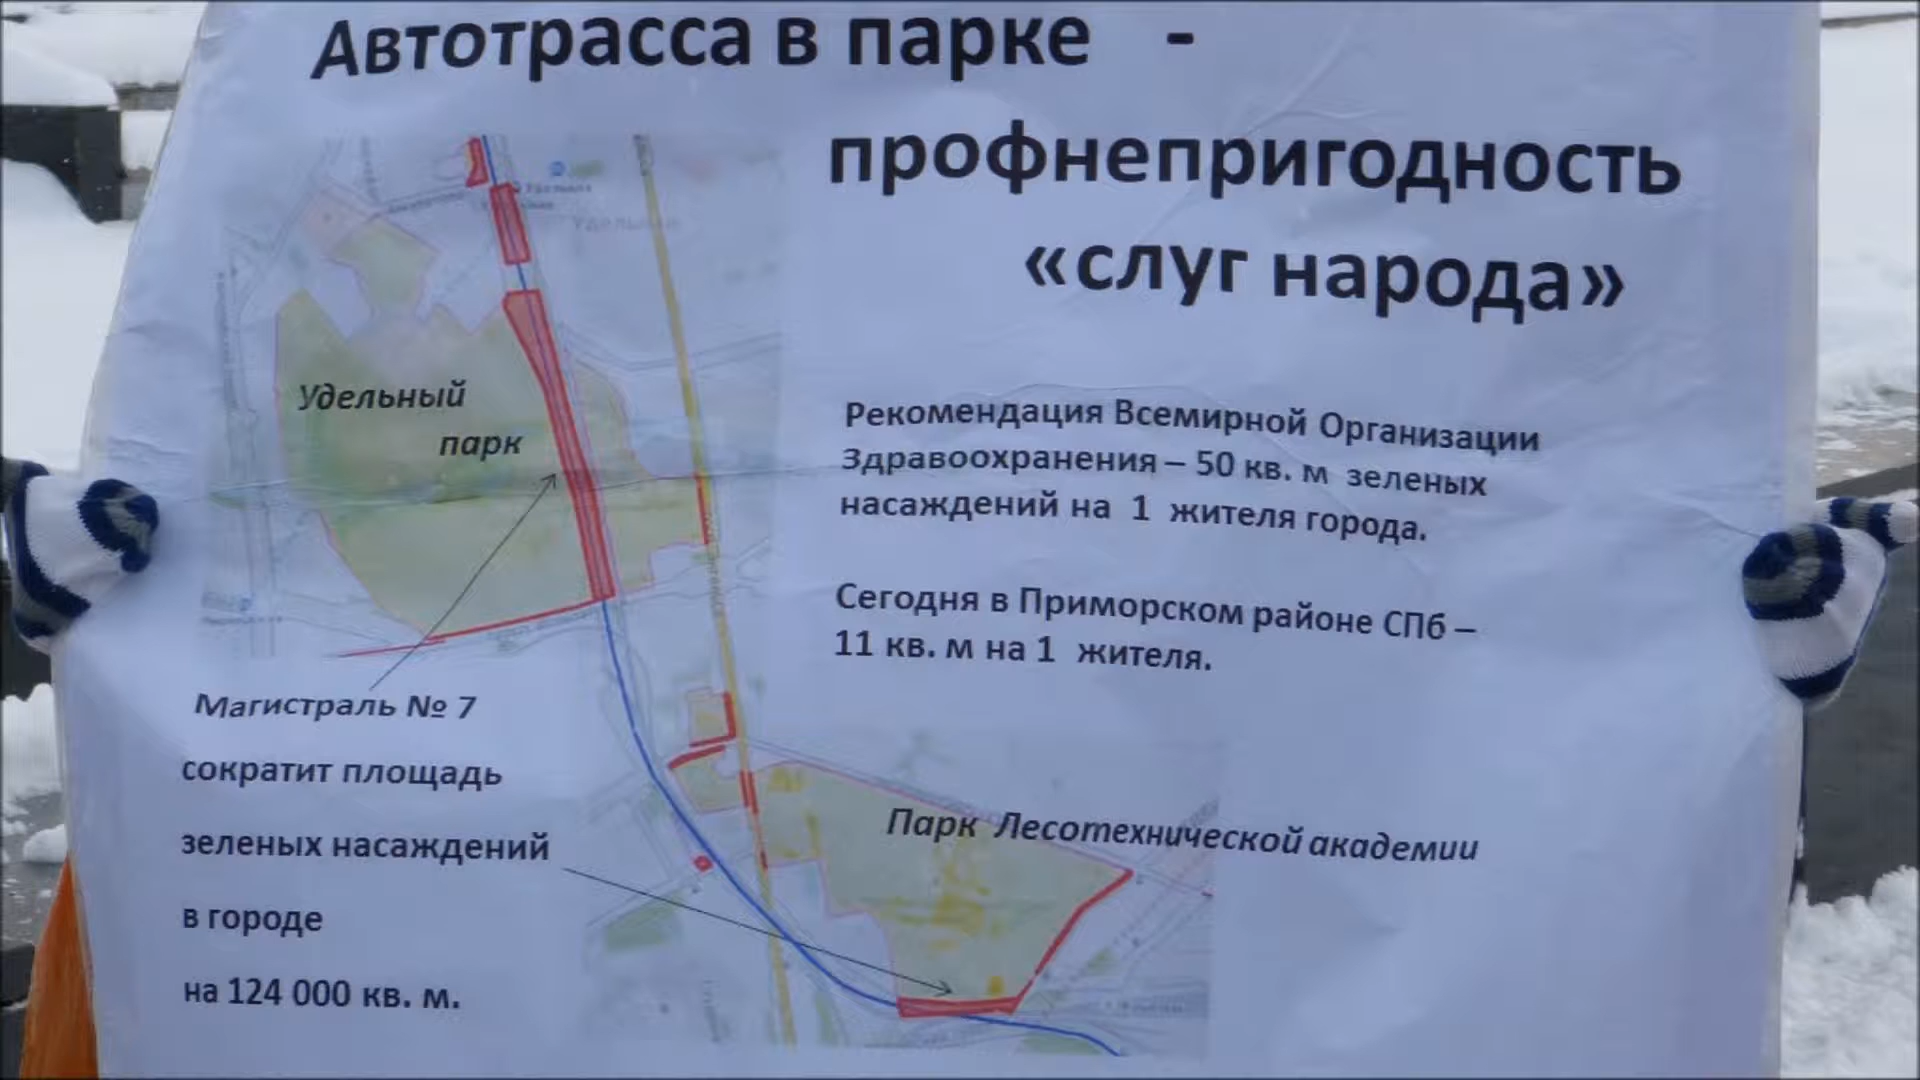 Автотрасса в парке -
профнепригодность
«слуг народа»
Удельный
парк
Рекомендация Всемирной Организации
Здравоохранения – 50 кв. м зеленых
насаждений на 1 жителя города.
Сегодня в Приморском районе СПб –
11 кв. м на 1 жителя.
Магистраль № 7
сократит площадь
зеленых насаждений
в городе
на 124 000 кв. м.
Парк Лесотехнической академии